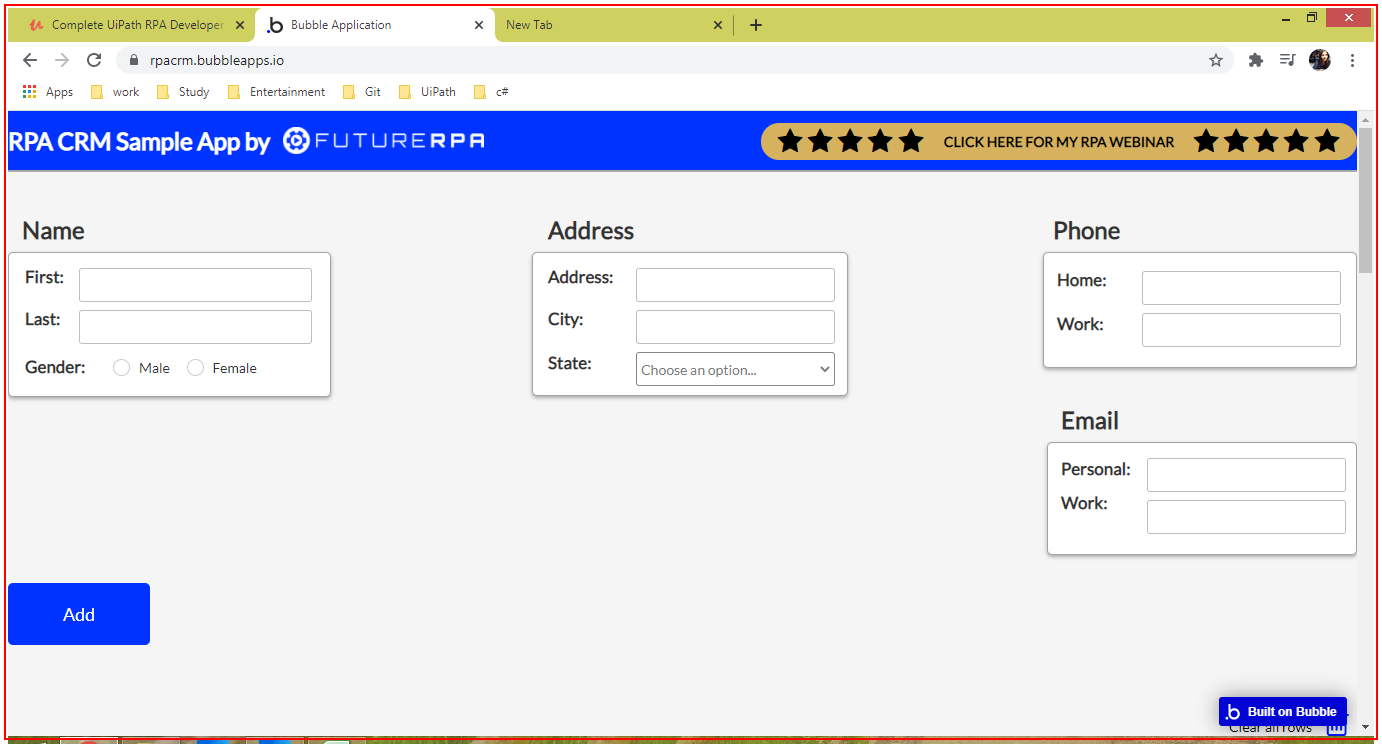 Complete UiPath RPA Developer
Bubble Application
New Tab
rpacrm.bubbleapps.io
Apps work Study Entertainment Git UiPath c#
RPA CRM Sample App by FUTURERPA
CLICK HERE FOR MY RPA WEBINAR
Name
First:
Last:
Gender: Male Female
Address
Address:
City:
State: Choose an option...
Phone
Home:
Work:
Email
Personal:
Work:
Add
Built on Bubble
Clear all rows